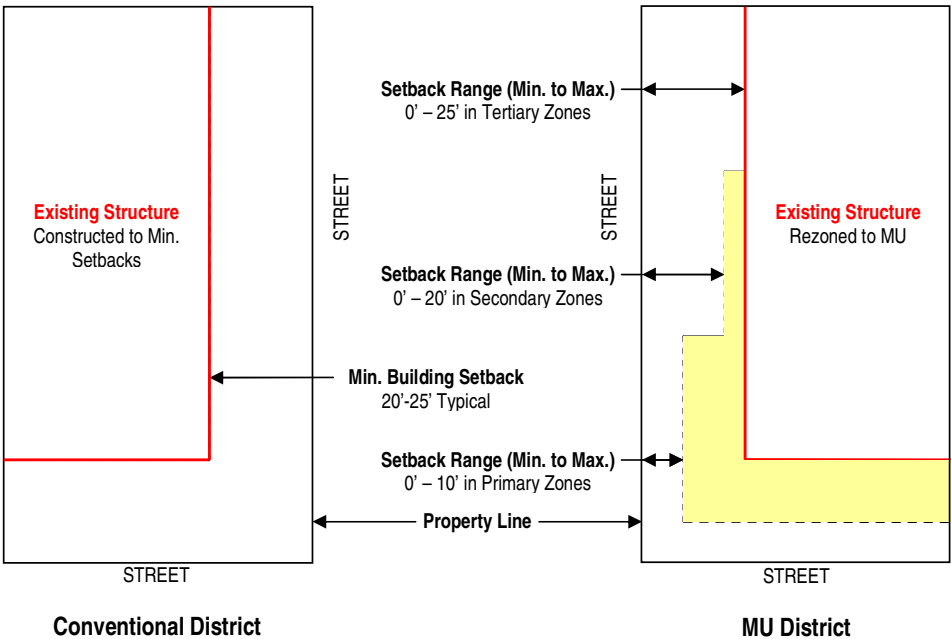 Existing Structure
Constructed to Min.
Setbacks
STREET
STREET
Conventional District
Setback Range (Min. to Max.)
0’ – 25’ in Tertiary Zones
Setback Range (Min. to Max.)
0’ – 20’ in Secondary Zones
Min. Building Setback
20’-25’ Typical
Setback Range (Min. to Max.)
0’ – 10’ in Primary Zones
Property Line
STREET
Existing Structure
Rezoned to MU
STREET
MU District